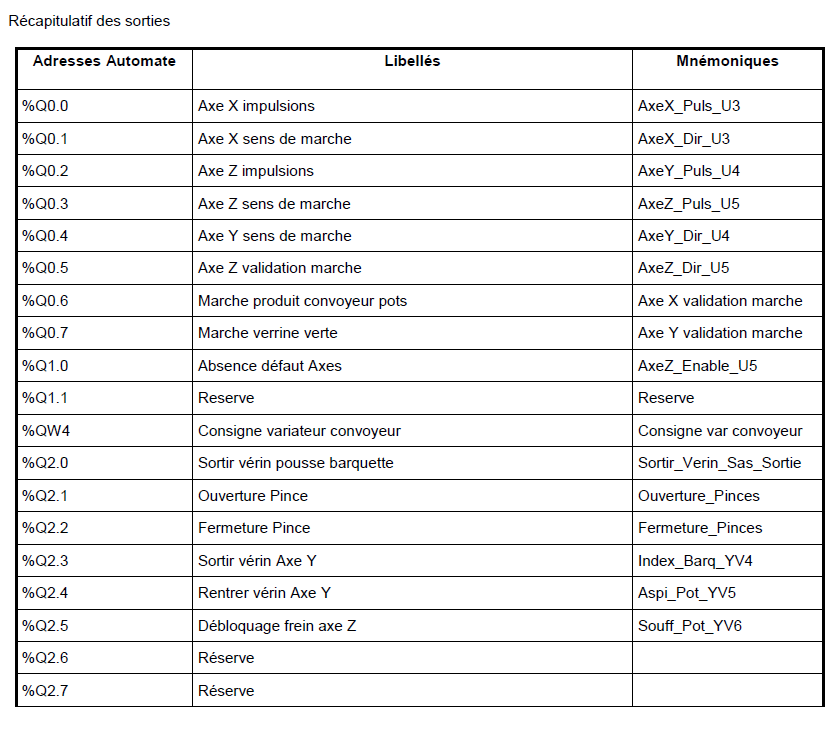 Récapitulatif des sorties
Adresses Automate Libellés Mnémoniques
%Q0.0 Axe X impulsions AxeX_Puls_U3
%Q0.1 Axe X sens de marche AxeX_Dir_U3
%Q0.2 Axe Z impulsions AxeY_Puls_U4
%Q0.3 Axe Z sens de marche AxeZ_Puls_U5
%Q0.4 Axe Y sens de marche AxeY_Dir_U4
%Q0.5 Axe Z validation marche AxeZ_Dir_U5
%Q0.6 Marche produit convoyeur pots Axe X validation marche
%Q0.7 Marche verrine verte Axe Y validation marche
%Q1.0 Absence défaut Axes AxeZ_Enable_U5
%Q1.1 Reserve Reserve
%QW4 Consigne variateur convoyeur Consigne var convoyeur
%Q2.0 Sortir vérin pousse barquette Sortir_Verin_Sas_Sortie
%Q2.1 Ouverture Pince Ouverture_Pinces
%Q2.2 Fermeture Pince Fermeture_Pinces
%Q2.3 Sortir vérin Axe Y Index_Barq_YV4
%Q2.4 Rentrer vérin Axe Y Aspi_Pot_YV5
%Q2.5 Débloquage frein axe Z Souff_Pot_YV6
%Q2.6 Réserve
%Q2.7 Réserve